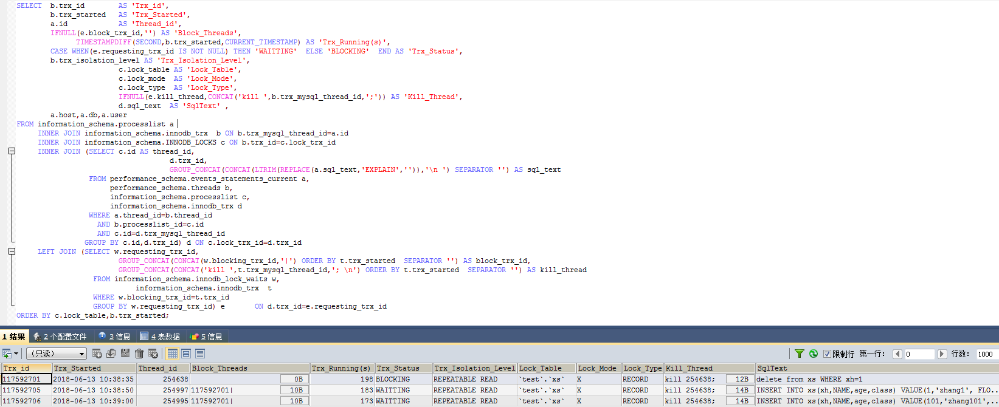 SELECT b.trx_id AS 'Trx_id',
b.trx_started AS 'Trx_Started',
a.id AS 'Thread_id',
IFNULL(e.block_trx_id,'') AS 'Block_Threads',
TIMESTAMPDIFF(SECOND,b.trx_started,CURRENT_TIMESTAMP) AS 'Trx_Running(s)',
CASE WHEN(e.requesting_trx_id IS NOT NULL) THEN 'WAITTING' ELSE 'BLOCKING' END AS 'Trx_Status',
b.trx_isolation_level AS 'Trx_Isolation_Level',
c.lock_table AS 'Lock_Table',
c.lock_mode AS 'Lock_Mode',
c.lock_type AS 'Lock_Type',
IFNULL(e.kill_thread,CONCAT('kill ',b.trx_mysql_thread_id,';')) AS 'Kill_Thread',
d.sql_text AS 'SqlText' ,
a.host,a.db,a.user
FROM information_schema.processlist a
INNER JOIN information_schema.innodb_trx b ON b.trx_mysql_thread_id=a.id
INNER JOIN information_schema.INNODB_LOCKS c ON b.trx_id=c.lock_trx_id
INNER JOIN (SELECT c.id AS thread_id,
d.trx_id,
GROUP_CONCAT(CONCAT(LTRIM(REPLACE(a.sql_text,'EXPLAIN','')),'\n ') SEPARATOR '') AS sql_text
FROM performance_schema.events_statements_current a,
performance_schema.threads b,
information_schema.processlist c,
information_schema.innodb_trx d
WHERE a.thread_id=b.thread_id
AND b.processlist_id=c.id
AND c.id=d.trx_mysql_thread_id
GROUP BY c.id,d.trx_id) d ON c.lock_trx_id=d.trx_id
LEFT JOIN (SELECT w.requesting_trx_id,
GROUP_CONCAT(CONCAT(w.blocking_trx_id,'|') ORDER BY t.trx_started SEPARATOR '') AS block_trx_id,
GROUP_CONCAT(CONCAT('kill ',t.trx_mysql_thread_id,'; \n') ORDER BY t.trx_started SEPARATOR '') AS kill_thread
FROM information_schema.innodb_lock_waits w,
information_schema.innodb_trx t
WHERE w.blocking_trx_id=t.trx_id
GROUP BY w.requesting_trx_id) e ON d.trx_id=e.requesting_trx_id
ORDER BY c.lock_table,b.trx_started;
1 结果 2 个配置文件 3 信息 4 表数据 5 信息
(只读) 限制行 第一行: 0 行数: 1000
Trx_id Trx_Started Thread_id Block_Threads Trx_Running(s) Trx_Status Trx_Isolation_Level Lock_Table Lock_Mode Lock_Type Kill_Thread SqlText
117592701 2018-06-13 10:38:35 254638 0B 198 BLOCKING REPEATABLE READ `test`.`xs` X RECORD kill 254638; 12B delete from xs WHERE xh=1
117592705 2018-06-13 10:38:50 254997 117592701| 10B 183 WAITTING REPEATABLE READ `test`.`xs` X RECORD kill 254638; 14B INSERT INTO xs(xh,NAME,age,class) VALUE(1,'zhang1', FLO...
117592706 2018-06-13 10:39:00 254995 117592701| 10B 173 WAITTING REPEATABLE READ `test`.`xs` X RECORD kill 254638; 14B INSERT INTO xs(xh,NAME,age,class) VALUE(101,'zhang101',...